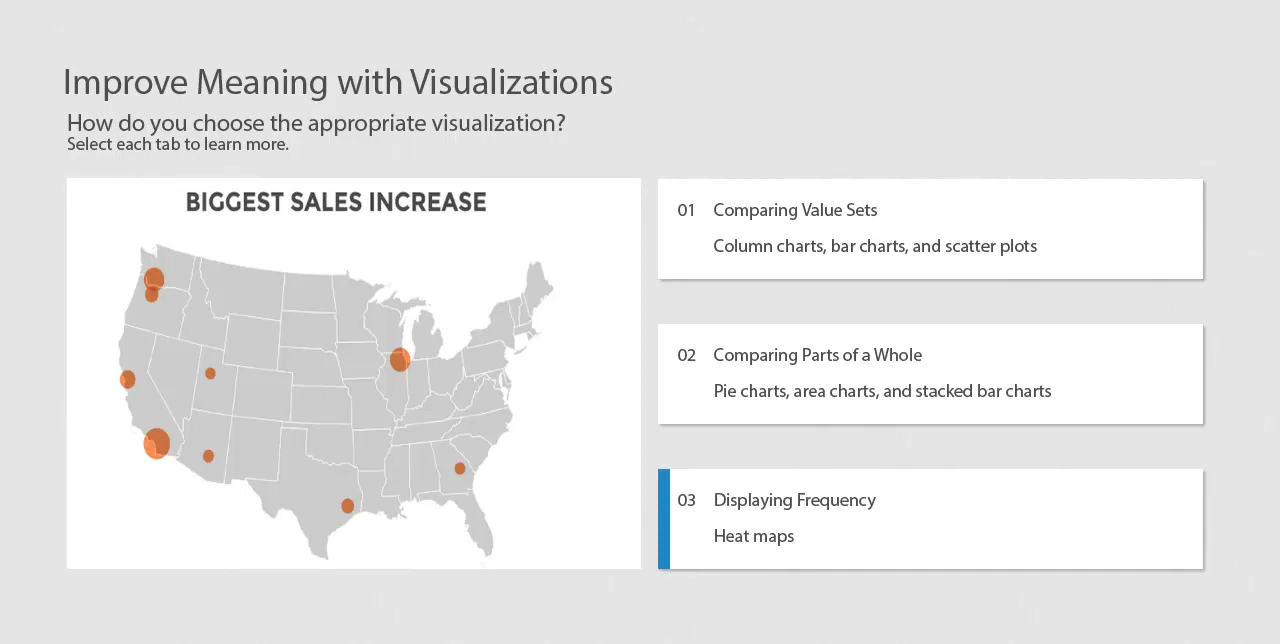 Improve Meaning with Visualizations
How do you choose the appropriate visualization?
Select each tab to learn more.
BIGGEST SALES INCREASE
01 Comparing Value Sets
Column charts, bar charts, and scatter plots
02 Comparing Parts of a Whole
Pie charts, area charts, and stacked bar charts
03 Displaying Frequency
Heat maps